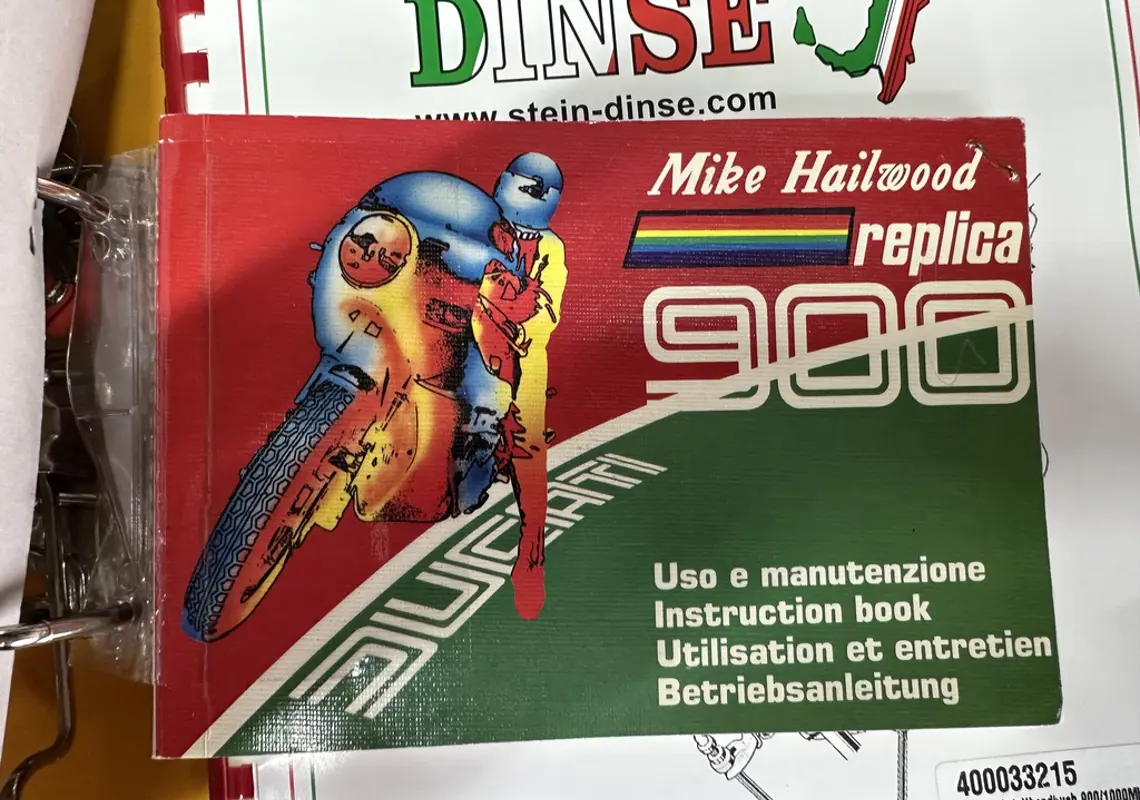 DINSE
www.stein-dinse.com
Mike Hailwood
replica
900
DUCATI
Uso e manutenzione
Instruction book
Utilisation et entretien
Betriebsanleitung
400033215